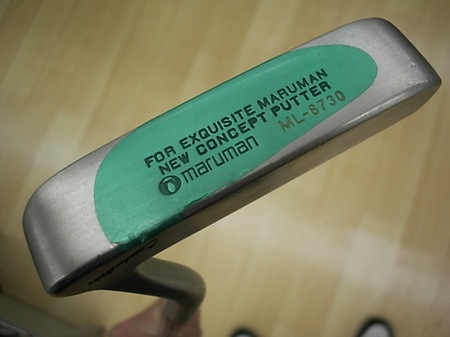 FOR EXQUISITE MARUMAN
NEW CONCEPT PUTTER
maruman ML-6730